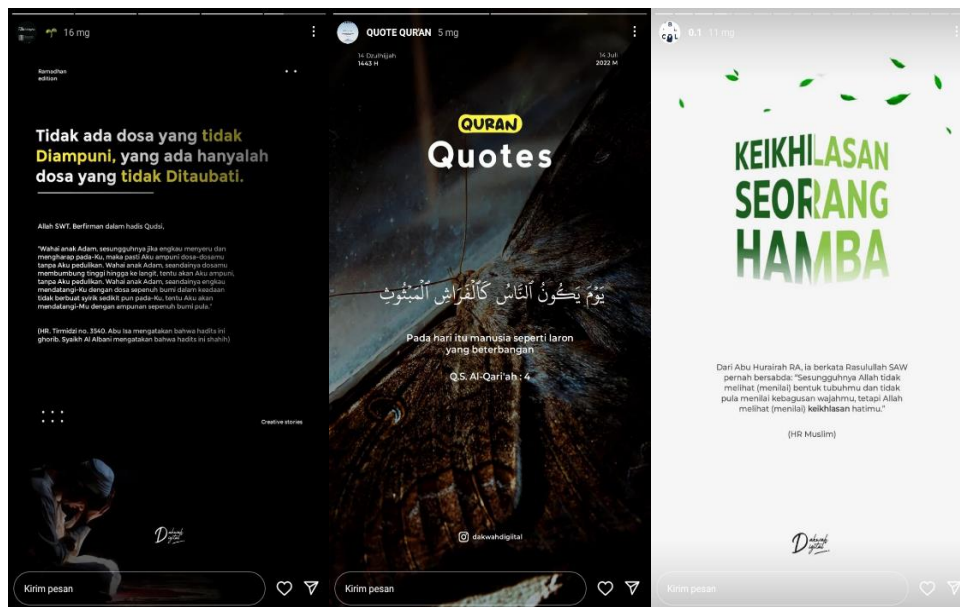 16 mg
Ramadhan
edition
Tidak ada dosa yang tidak
Diampuni, yang ada hanyalah
dosa yang tidak Ditaubati.
Allah SWT. Berfirman dalam hadis Qudsi,
"Wahai anak Adam, sesungguhnya jika engkau menyeru dan
mengharap pada-Ku, maka pasti Aku ampuni dosa-dosamu
tanpa Aku pedulikan. Wahai anak Adam, seandainya dosamu
membumbung tinggi hingga ke langit, tentu akan Aku ampuni,
tanpa Aku pedulikan. Wahai anak Adam, seandainya engkau
mendatangi-Ku dengan dosa sepenuh bumi dalam keadaan
tidak berbuat syirik sedikit pun pada-Ku, tentu Aku akan
mendatangi-Mu dengan ampunan sepenuh bumi pula."
(HR. Tirmidzi no. 3540. Abu Isa mengatakan bahwa hadits ini
ghorib. Syaikh Al Albani mengatakan bahwa hadits ini shahih)
Creative stories
Dakwah
Digital
Kirim pesan
QUOTE QUR'AN 5 mg
14 Dzulhijjah
1443 H
14 Juli
2022 M
QURAN
Quotes
يَوْمَ يَكُونُ ٱلنَّاسُ كَٱلْفَرَاشِ ٱلْمَبْثُوثِ
Pada hari itu manusia seperti laron
yang beterbangan
Q.S. Al-Qari'ah : 4
dakwahdigiital
Kirim pesan
0.1 11 mg
KEIKHILASAN
SEORANG
HAMBA
Dari Abu Hurairah RA, ia berkata Rasulullah SAW
pernah bersabda: "Sesungguhnya Allah tidak
melihat (menilai) bentuk tubuhmu dan tidak
pula menilai kebagusan wajahmu, tetapi Allah
melihat (menilai) keikhlasan hatimu."
(HR Muslim)
Dakwah
Digital
Kirim pesan